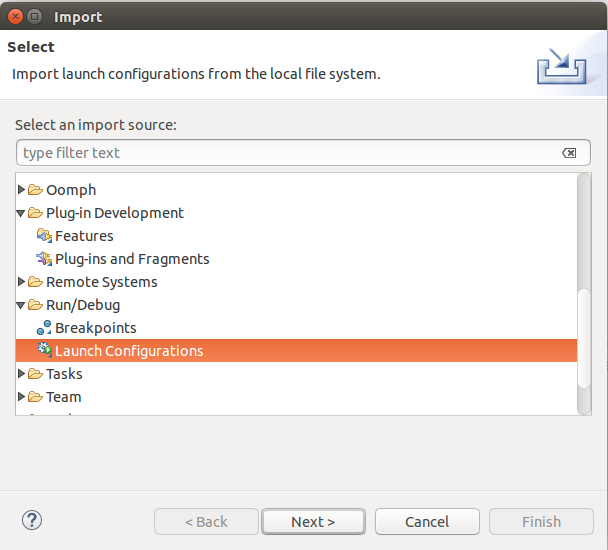 Import
Select
Import launch configurations from the local file system.
Select an import source:
type filter text
Oomph
Plug-in Development
Features
Plug-ins and Fragments
Remote Systems
Run/Debug
Breakpoints
Launch Configurations
Tasks
Team
< Back
Next >
Cancel
Finish